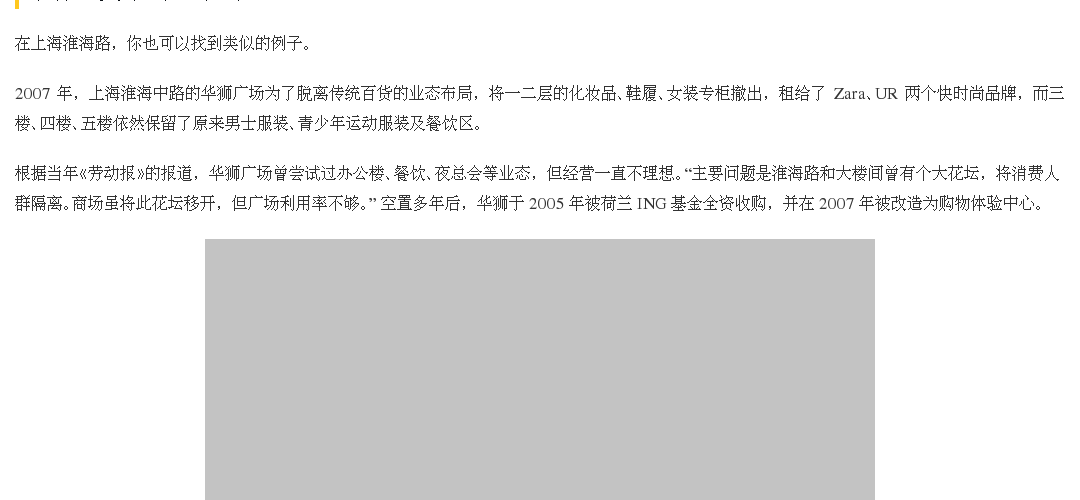 在上海淮海路，你也可以找到类似的例子。
2007 年，上海淮海中路的华狮广场为了脱离传统百货的业态布局，将一二层的化妆品、鞋履、女装专柜撤出，租给了 Zara、UR 两个快时尚品牌，而三
楼、四楼、五楼依然保留了原来男士服装、青少年运动服装及餐饮区。
根据当年《劳动报》的报道，华狮广场曾尝试过办公楼、餐饮、夜总会等业态，但经营一直不理想。“主要问题是淮海路和大楼间曾有个大花坛，将消费人
群隔离。商场虽将此花坛移开，但广场利用率不够。” 空置多年后，华狮于 2005 年被荷兰 ING 基金全资收购，并在 2007 年被改造为购物体验中心。